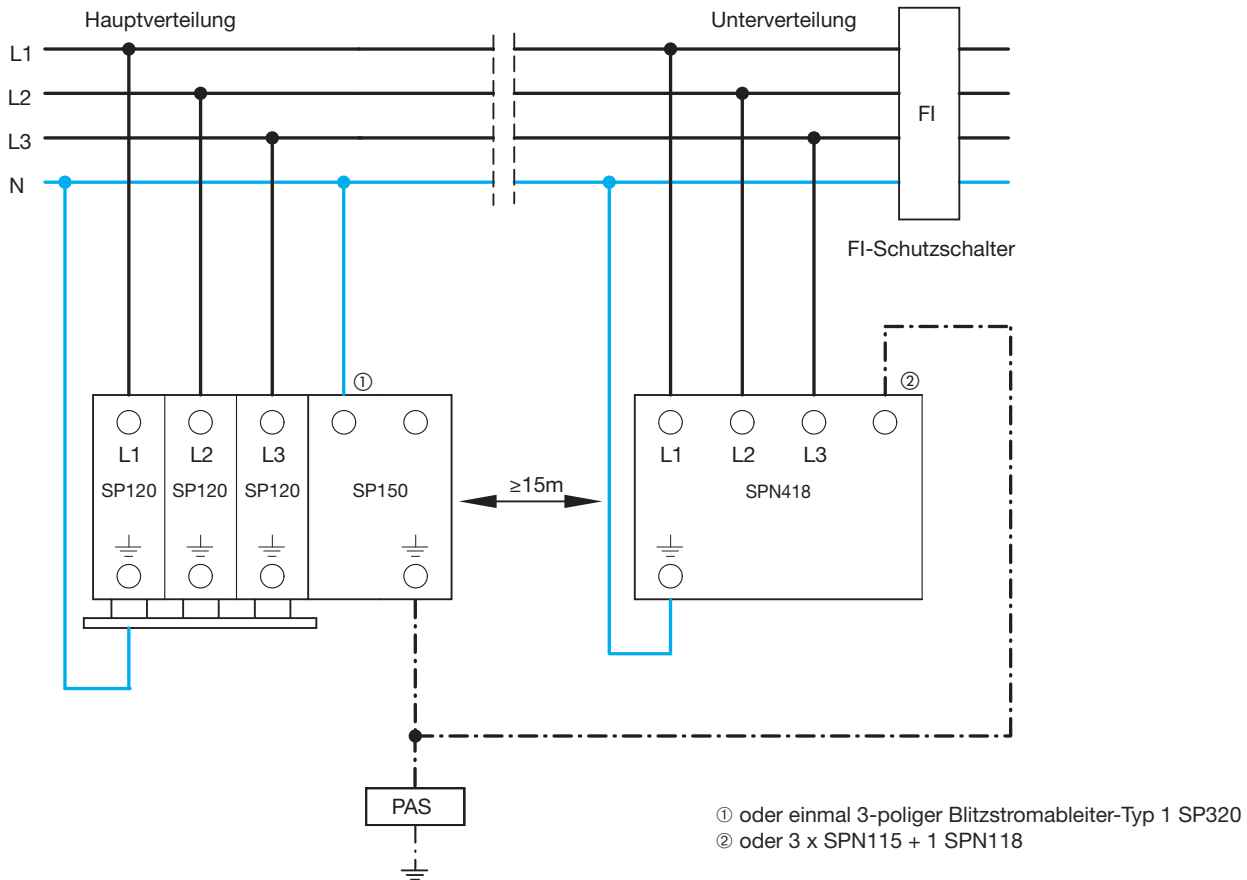 Hauptverteilung
Unterverteilung
L1
L2
L3
N
FI
FI-Schutzschalter
①
②
L1
L2
L3
L1
L2
L3
SP120
SP120
SP120
SP150
≥15m
SPN418
PAS
① oder einmal 3-poliger Blitzstromableiter-Typ 1 SP320
② oder 3 x SPN115 + 1 SPN118